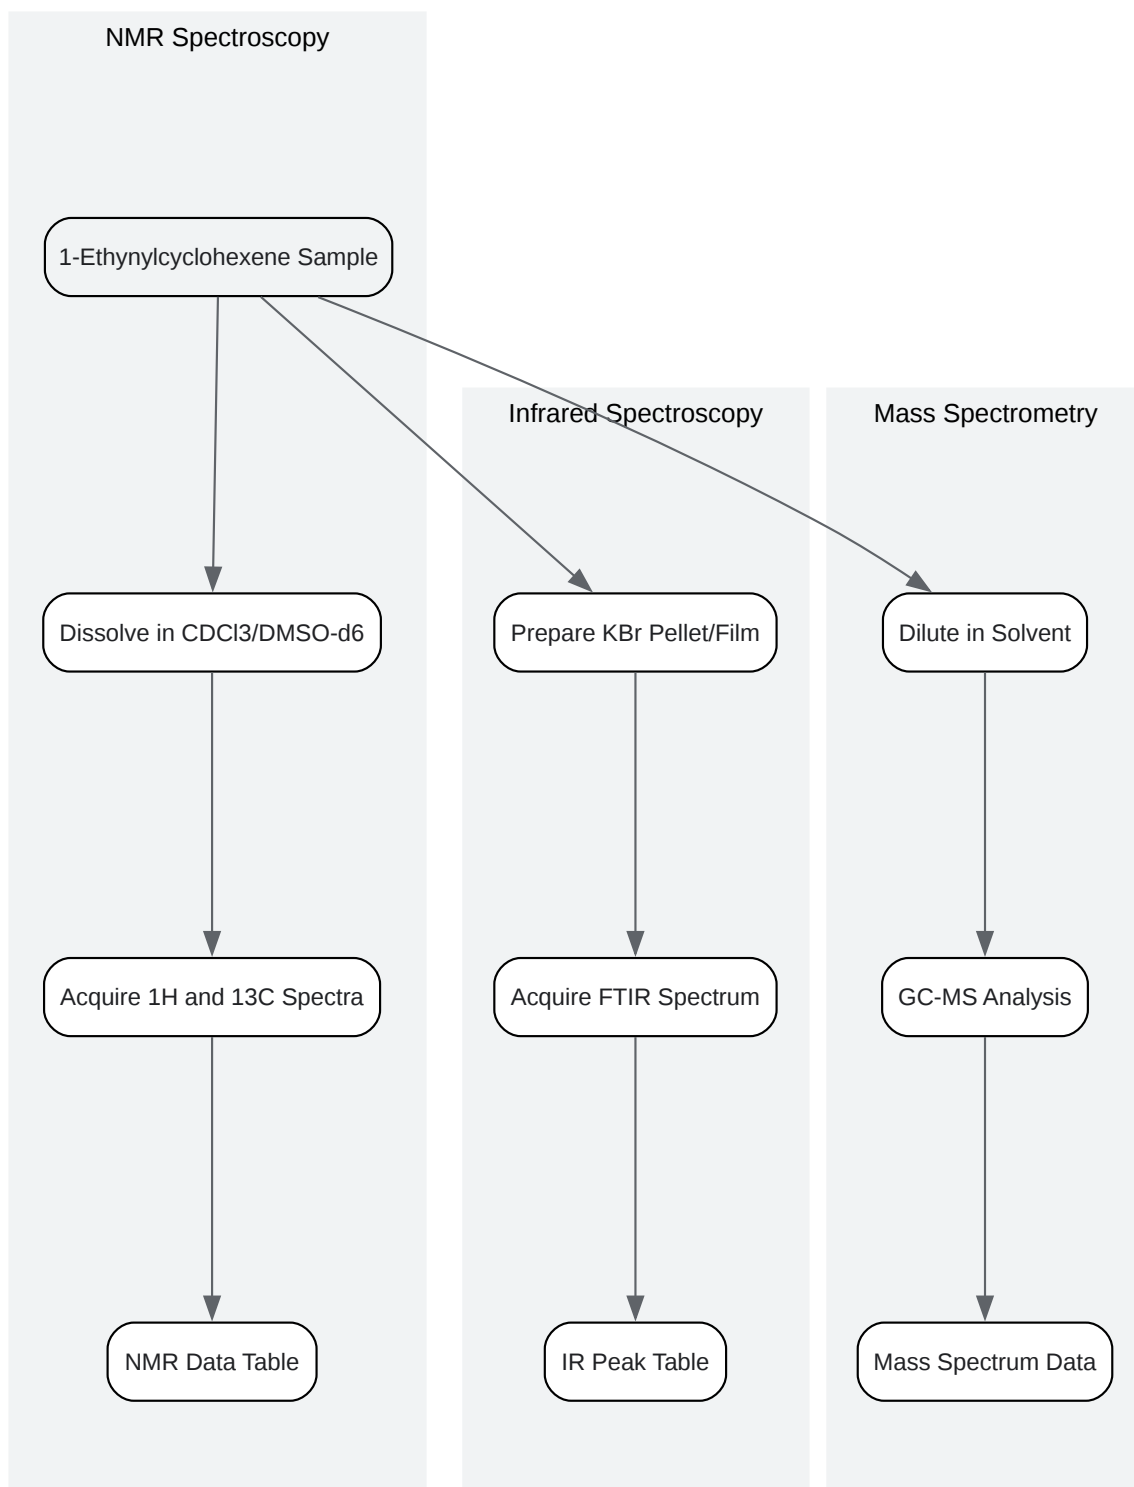 NMR Spectroscopy
1-Ethynylcyclohexene Sample
Infrared Spectroscopy
Mass Spectrometry
Dissolve in CDCl3/DMSO-d6
Prepare KBr Pellet/Film
Dilute in Solvent
Acquire 1H and 13C Spectra
Acquire FTIR Spectrum
GC-MS Analysis
NMR Data Table
IR Peak Table
Mass Spectrum Data